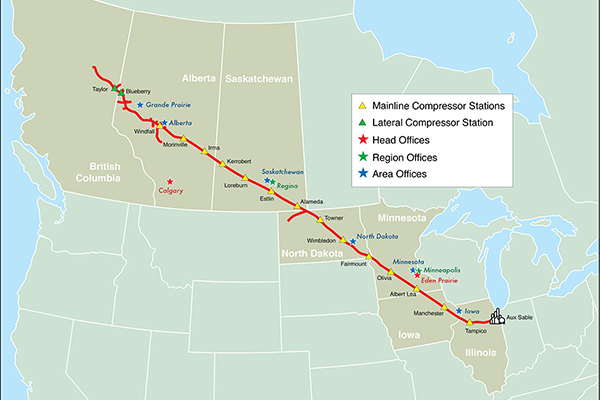 Alberta
Saskatchewan
Taylor
Blueberry
Grande Prairie
Mainline Compressor Stations
Lateral Compressor Station
Head Offices
Region Offices
Area Offices
Alberta
Windfall
Morinville
Irma
Kerrobert
British
Columbia
Calgary
Saskatchewan
Regina
Loreburn
Estlin
Alameda
Towner
Minnesota
Wimbledon
North Dakota
North Dakota
Fairmount
Minnesota
Minneapolis
Eden Prairie
Olivia
Albert Lea
Manchester
Iowa
Aux Sable
Tampico
Iowa
Illinois